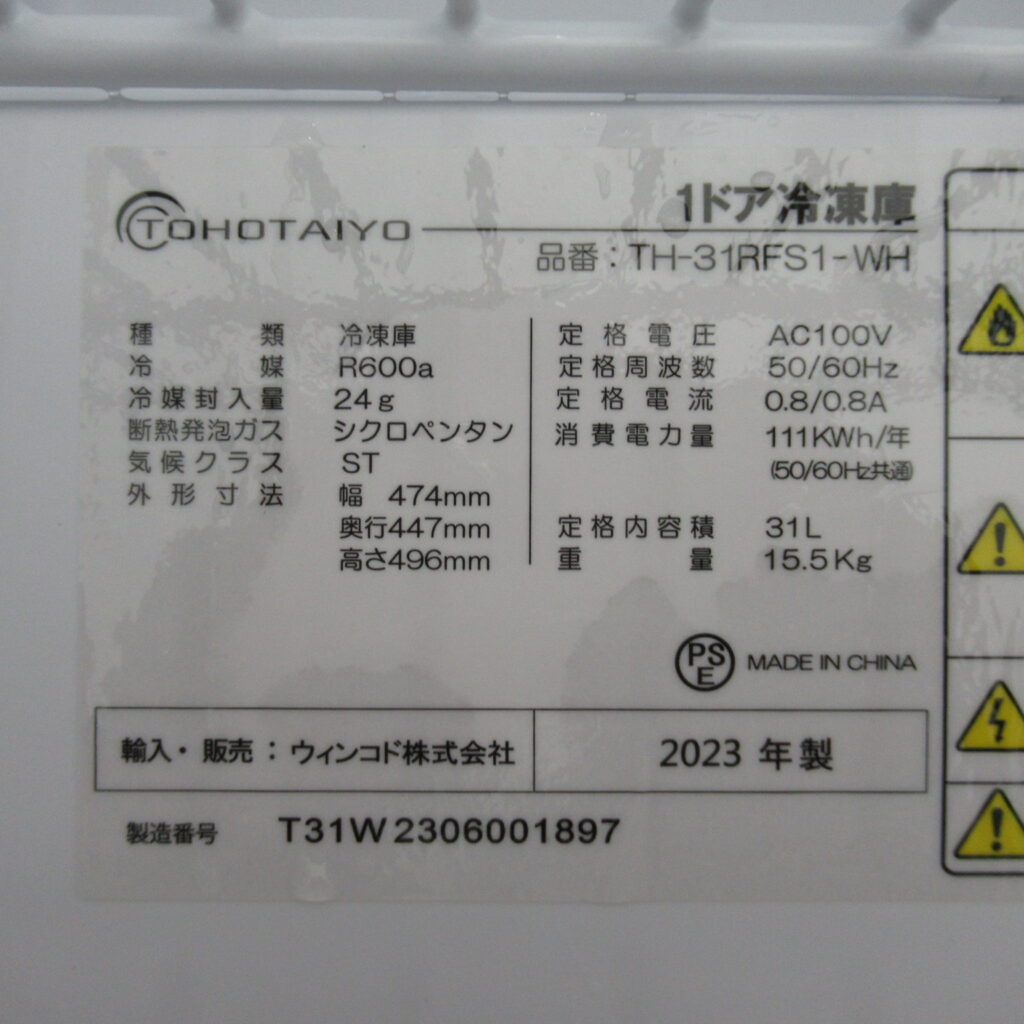 TOHOTAIYO
1ドア冷凍庫
品番：TH-31RFS1-WH
種類 冷凍庫
冷媒 R600a
冷媒封入量 24g
断熱発泡ガス シクロペンタン
気候クラス ST
外形寸法 幅 474mm
奥行447mm
高さ496mm
定格電圧 AC100V
定格周波数 50/60Hz
定格電流 0.8/0.8A
消費電力量 111KWh/年
(50/60Hz共通)
定格内容積 31L
重量 15.5Kg
PSE MADE IN CHINA
輸入・販売：ウィンコド株式会社
2023年製
製造番号 T31W2306001897